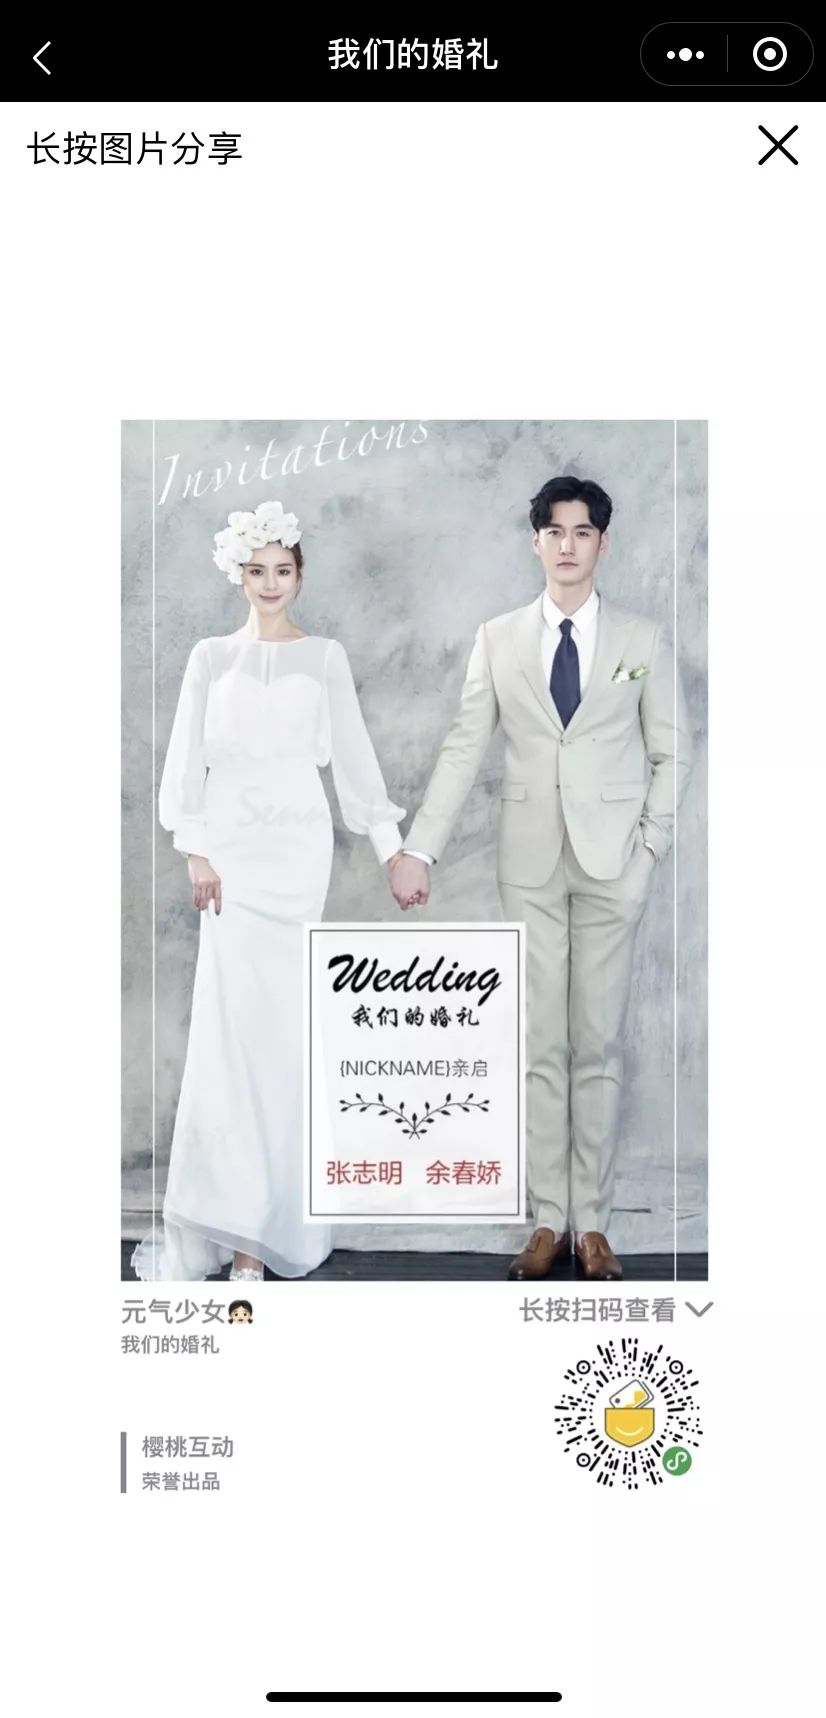 我们的婚礼
长按图片分享
Invitations
Wedding
我们的婚礼
{NICKNAME}亲启
张志明 余春娇
元气少女👧🏻
长按扫码查看
我们的婚礼
樱桃互动
荣誉出品